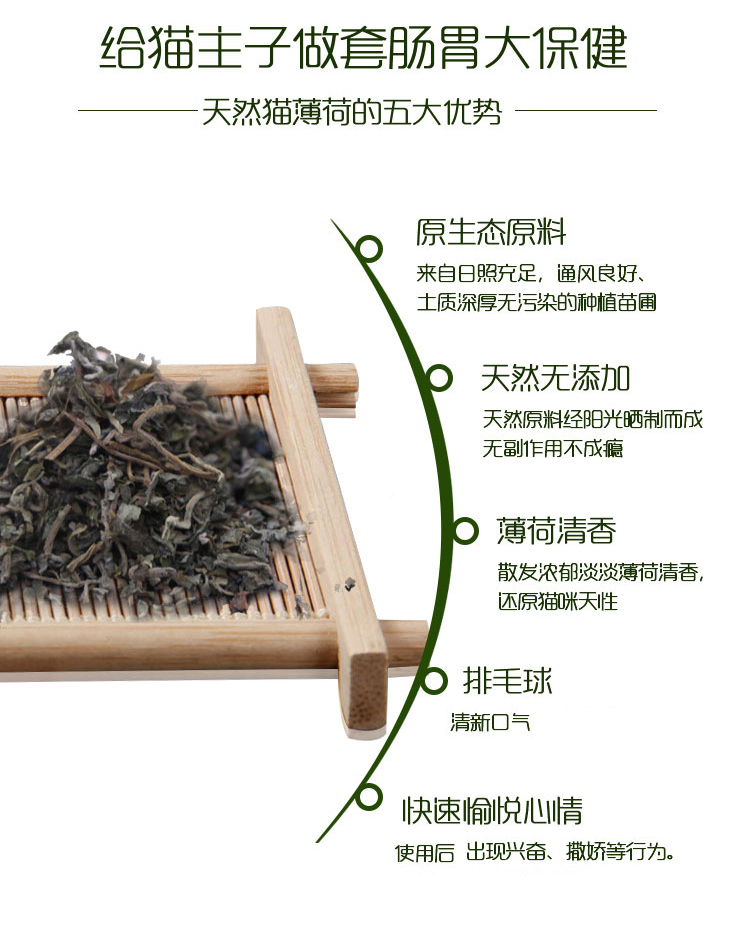 给猫主子做套肠胃大保健
天然猫薄荷的五大优势
原生态原料
来自日照充足，通风良好、
土质深厚无污染的种植苗圃
天然无添加
天然原料经阳光晒制而成
无副作用不成瘾
薄荷清香
散发浓郁淡淡薄荷清香，
还原猫咪天性
排毛球
清新口气
快速愉悦心情
使用后 出现兴奋、撒娇等行为。